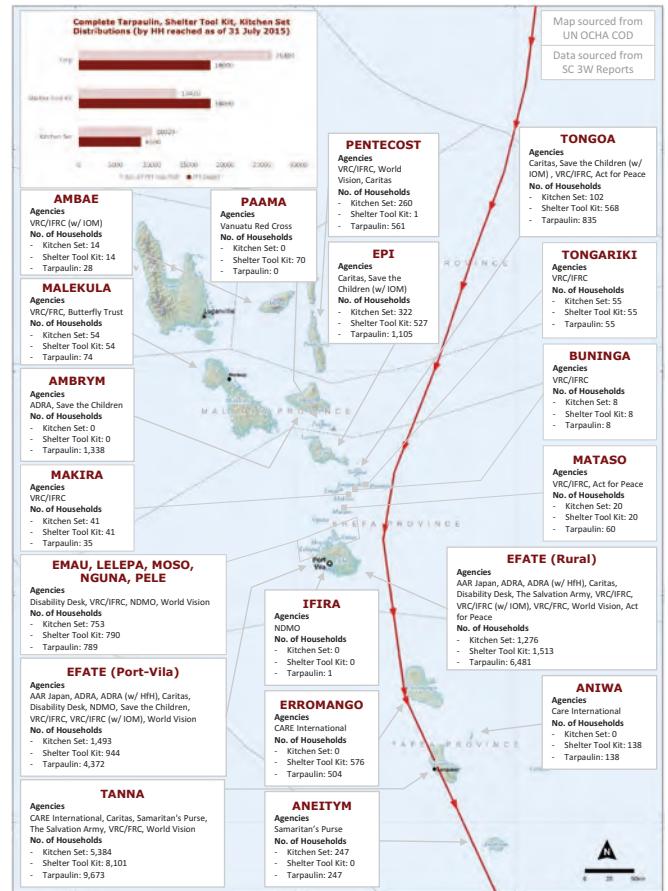 Complete Tarpaulin, Shelter Tool Kit, Kitchen Set
Distributions (by HH reached as of 31 July 2015)
Shelter Tool Kit
Kitchen Set
0
5000
10000
15000
20000
25000
30000
Map sourced from
UN OCHA COD
Data sourced from
SC 3W Reports
PENTECOST
Agencies
VRC/IFRC, World
Vision, Caritas
No. of Households
- Kitchen Set: 260
- Shelter Tool Kit: 1
- Tarpaulin: 561
TONGOA
Agencies
Caritas, Save the Children (w/
IOM) , VRC/IFRC, Act for Peace
No. of Households
- Kitchen Set: 102
- Shelter Tool Kit: 568
- Tarpaulin: 835
AMBAE
Agencies
VRC/IFRC (w/ IOM)
No. of Households
- Kitchen Set: 14
- Shelter Tool Kit: 14
- Tarpaulin: 28
PAAMA
Agencies
Vanuatu Red Cross
No. of Households
- Kitchen Set: 0
- Shelter Tool Kit: 70
- Tarpaulin: 0
EPI
Agencies
Caritas, Save the
Children (w/ IOM)
No. of Households
- Kitchen Set: 322
- Shelter Tool Kit: 527
- Tarpaulin: 1,105
TONGARIKI
Agencies
VRC/IFRC
No. of Households
- Kitchen Set: 55
- Shelter Tool Kit: 55
- Tarpaulin: 55
MALEKULA
Agencies
VRC/FRC, Butterfly Trust
No. of Households
- Kitchen Set: 54
- Shelter Tool Kit: 54
- Tarpaulin: 74
Luganville
BUNINGA
Agencies
VRC/IFRC
No. of Households
- Kitchen Set: 8
- Shelter Tool Kit: 8
- Tarpaulin: 8
AMBRYM
Agencies
ADRA, Save the Children
No. of Households
- Kitchen Set: 0
- Shelter Tool Kit: 0
- Tarpaulin: 1,338
MALAMPA PROVINCE
MATASO
Agencies
VRC/IFRC, Act for Peace
No. of Households
- Kitchen Set: 20
- Shelter Tool Kit: 20
- Tarpaulin: 60
MAKIRA
Agencies
VRC/IFRC
No. of Households
- Kitchen Set: 41
- Shelter Tool Kit: 41
- Tarpaulin: 35
SHEFA PROVINCE
Port
Vila
EMAU, LELEPA, MOSO,
NGUNA, PELE
Agencies
Disability Desk, VRC/IFRC, NDMO, World Vision
No. of Households
- Kitchen Set: 753
- Shelter Tool Kit: 790
- Tarpaulin: 789
EFATE (Rural)
Agencies
AAR Japan, ADRA, ADRA (w/ HfH), Caritas,
Disability Desk, The Salvation Army, VRC/IFRC,
VRC/IFRC (w/ IOM), VRC/FRC, World Vision, Act
for Peace
No. of Households
- Kitchen Set: 1,276
- Shelter Tool Kit: 1,513
- Tarpaulin: 6,481
IFIRA
Agencies
NDMO
No. of Households
- Kitchen Set: 0
- Shelter Tool Kit: 0
- Tarpaulin: 1
EFATE (Port-Vila)
Agencies
AAR Japan, ADRA, ADRA (w/ HfH), Caritas,
Disability Desk, NDMO, Save the Children,
VRC/IFRC, VRC/IFRC (w/ IOM), World Vision
No. of Households
- Kitchen Set: 1,493
- Shelter Tool Kit: 944
- Tarpaulin: 4,372
ERROMANGO
Agencies
CARE International
No. of Households
- Kitchen Set: 0
- Shelter Tool Kit: 576
- Tarpaulin: 504
ANIWA
Agencies
Care International
No. of Households
- Kitchen Set: 0
- Shelter Tool Kit: 138
- Tarpaulin: 138
TAFEA PROVINCE
TANNA
Agencies
CARE International, Caritas, Samaritan's Purse,
The Salvation Army, VRC/FRC, World Vision
No. of Households
- Kitchen Set: 5,384
- Shelter Tool Kit: 8,101
- Tarpaulin: 9,673
ANEITYM
Agencies
Samaritan's Purse
No. of Households
- Kitchen Set: 247
- Shelter Tool Kit: 0
- Tarpaulin: 247
N